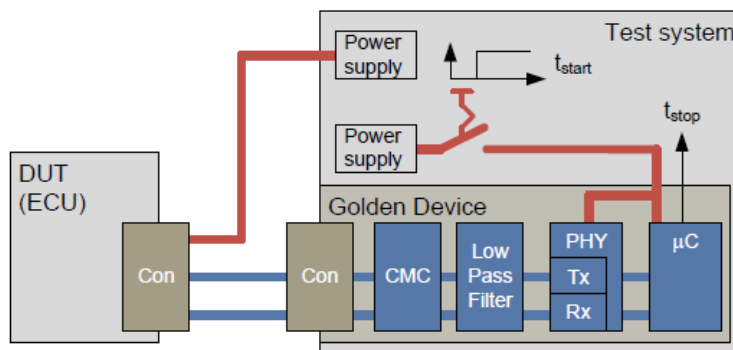 Test system
Power
supply
t_start
Power
supply
t_stop
DUT
(ECU)
Golden Device
Con
Con
CMC
Low
Pass
Filter
PHY
Tx
Rx
µC